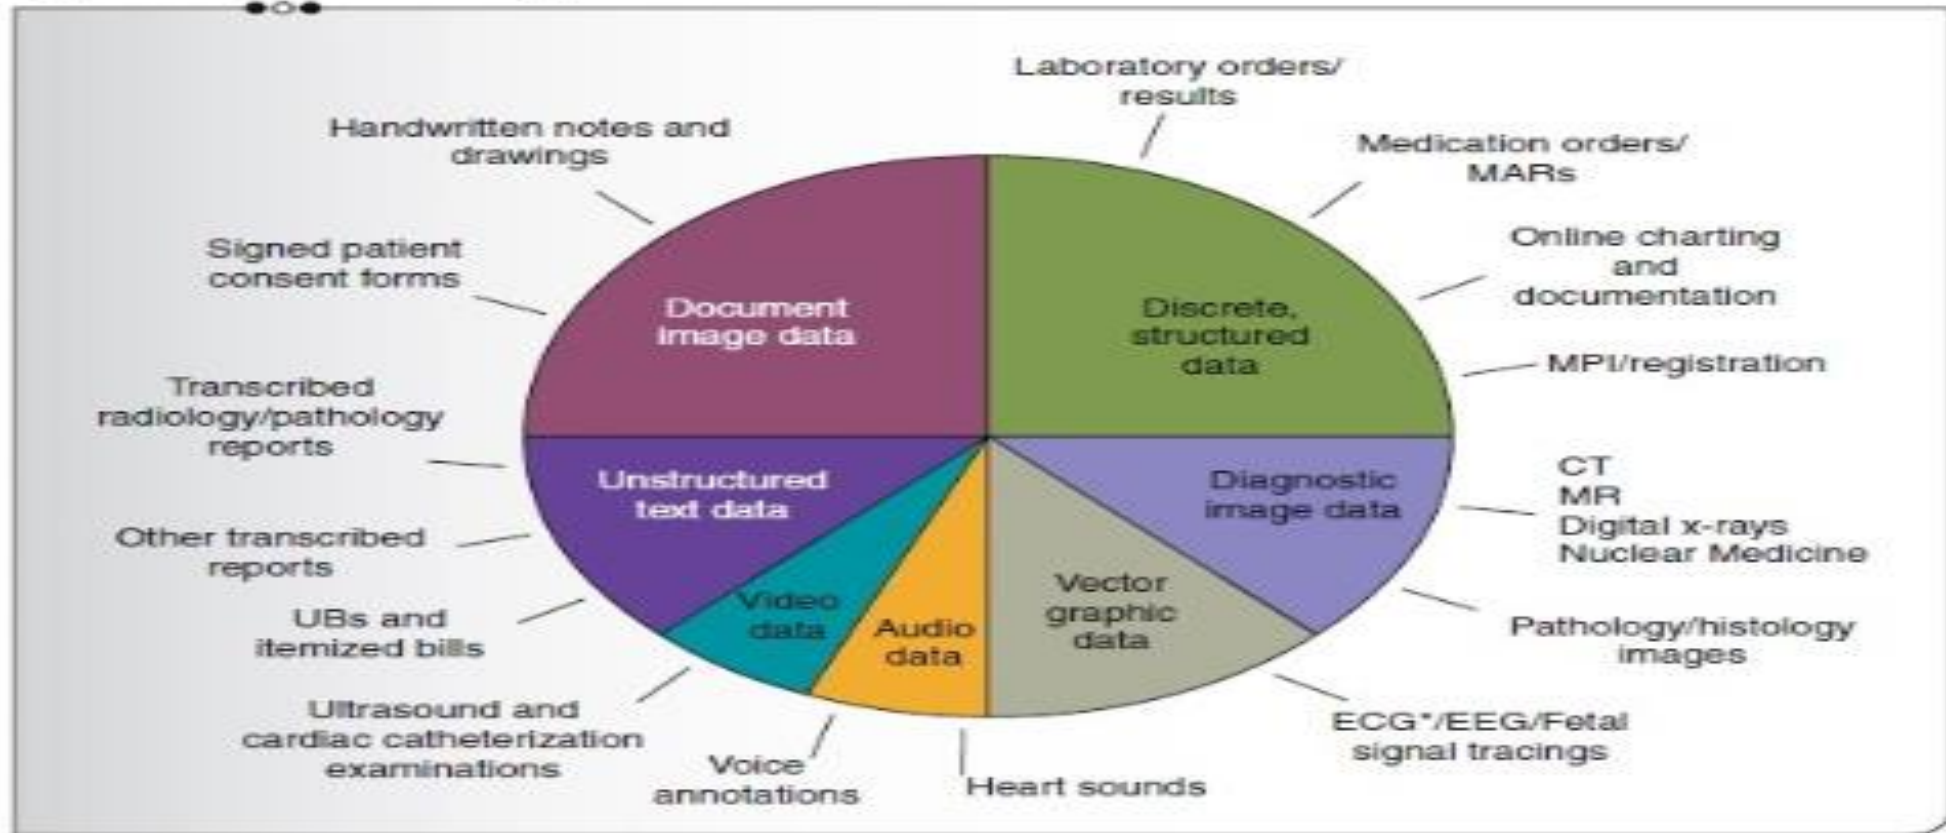 Laboratory orders/
results
Handwritten notes and
drawings
Medication orders/
MARs
Online charting
and
documentation
Signed patient
consent forms
Document
image data
Discrete,
structured
data
MPI/registration
Transcribed
radiology/pathology
reports
Unstructured
text data
Diagnostic
image data
CT
MR
Digital x-rays
Nuclear Medicine
Other transcribed
reports
Video
data
Audio
data
Vector
graphic
data
UBs and
itemized bills
Pathology/histology
images
Ultrasound and
cardiac catheterization
examinations
Voice
annotations
Heart sounds
ECG*/EEG/Fetal
signal tracings